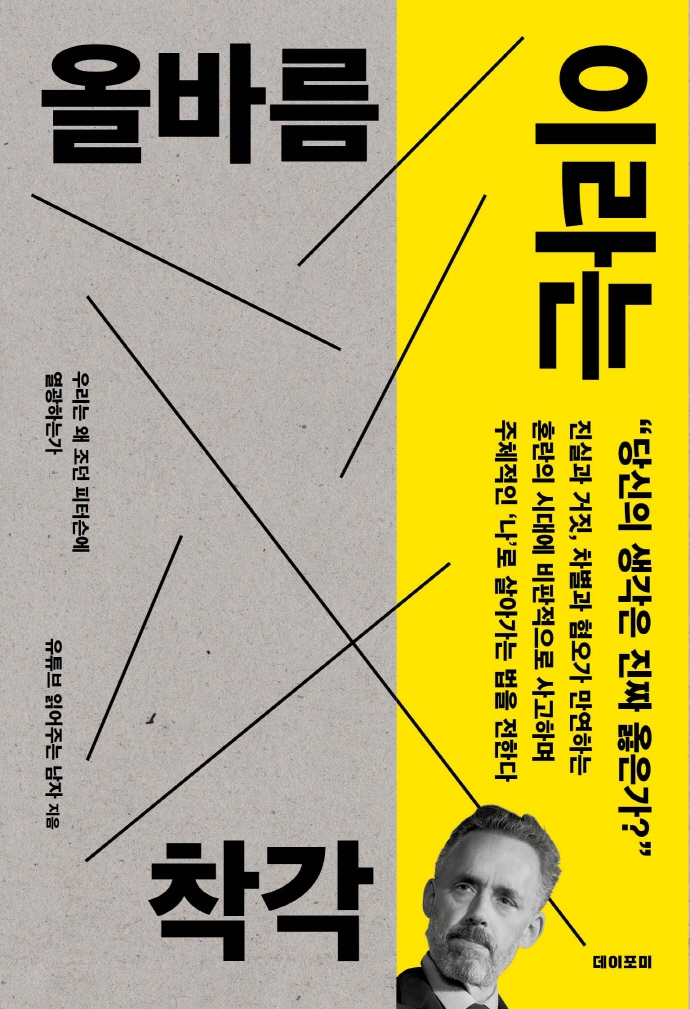 올바름
이라는
착각
"당신의 생각은 진짜 옳은가?"
진실과 거짓, 차별과 혐오가 만연하는
혼란의 시대에 비판적으로 사고하며
주체적인 '나'로 살아가는 법을 전한다
우리는 왜 조던 피터슨에
열광하는가
유튜브 읽어주는 남자 지음
데이포미